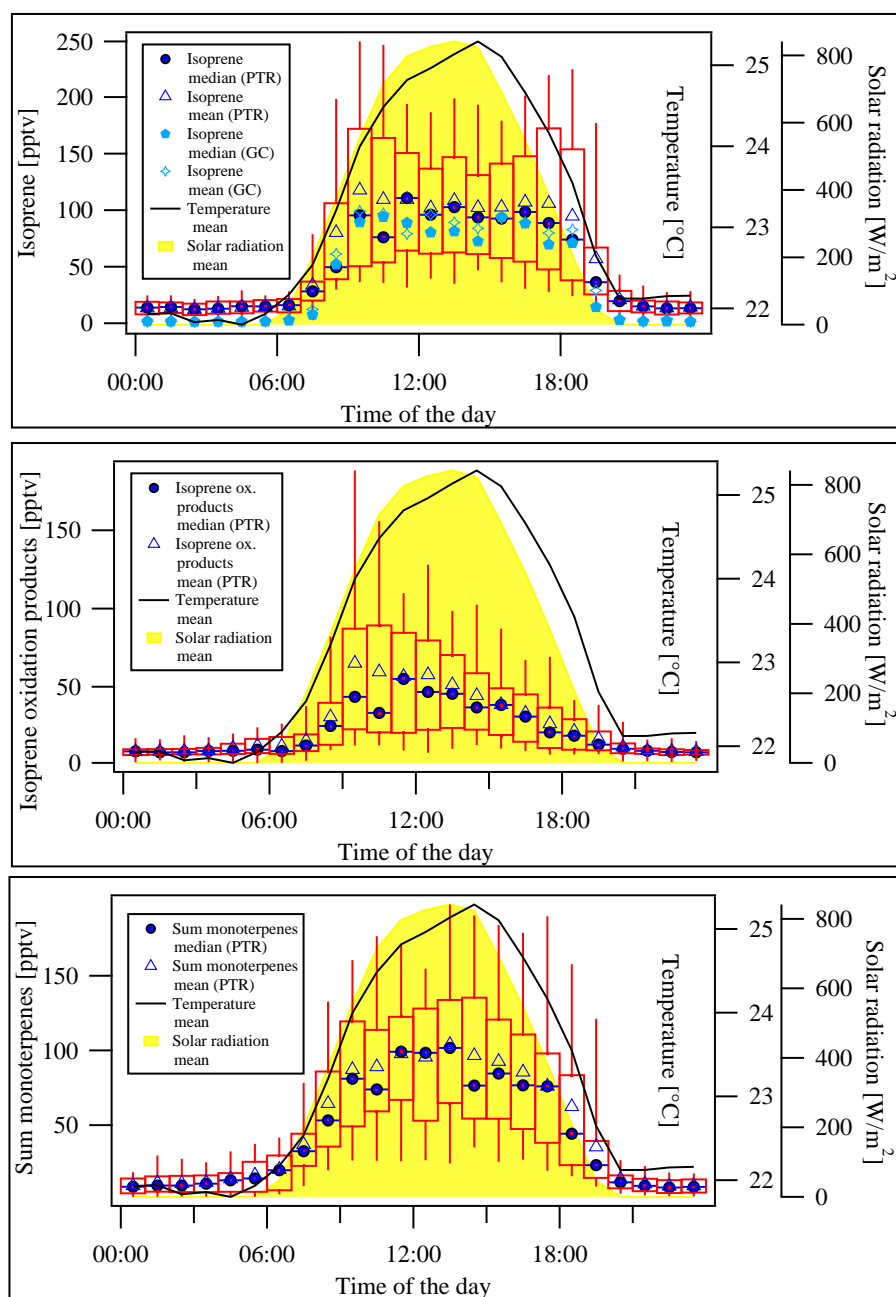 250
200
150
100
50
0
Isoprene [pptv]
Isoprene
median (PTR)
Isoprene
mean (PTR)
Isoprene
median (GC)
Isoprene
mean (GC)
Temperature
mean
Solar radiation
mean
25
24
23
22
Temperature [°C]
800
600
400
200
0
Solar radiation [W/m²]
00:00 06:00 12:00 18:00
Time of the day
150
100
50
0
Isoprene oxidation products [pptv]
Isoprene ox.
products
median (PTR)
Isoprene ox.
products
mean (PTR)
Temperature
mean
Solar radiation
mean
25
24
23
22
Temperature [°C]
800
600
400
200
0
Solar radiation [W/m²]
00:00 06:00 12:00 18:00
Time of the day
150
100
50
Sum monoterpenes [pptv]
Sum monoterpenes
median (PTR)
Sum monoterpenes
mean (PTR)
Temperature
mean
Solar radiation
mean
25
24
23
22
Temperature [°C]
800
600
400
200
0
Solar radiation [W/m²]
00:00 06:00 12:00 18:00
Time of the day